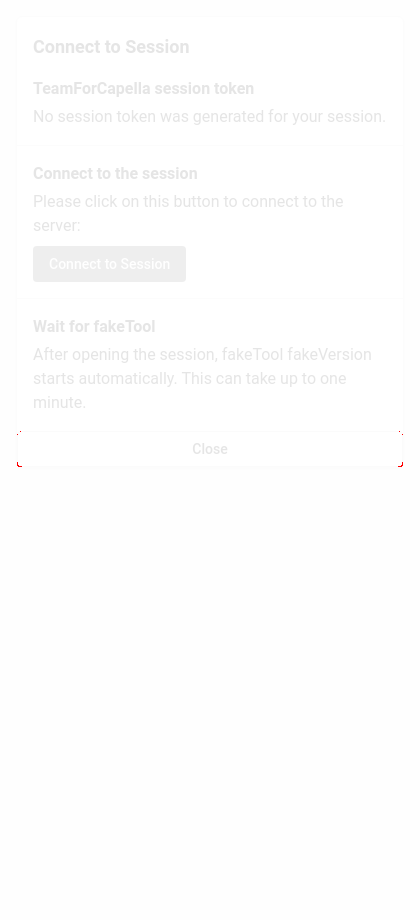 Connect to Session
TeamForCapella session token
No session token was generated for your session.
Connect to the session
Please click on this button to connect to the
server:
Connect to Session
Wait for fakeTool
After opening the session, fakeTool fakeVersion
starts automatically. This can take up to one
minute.
Close